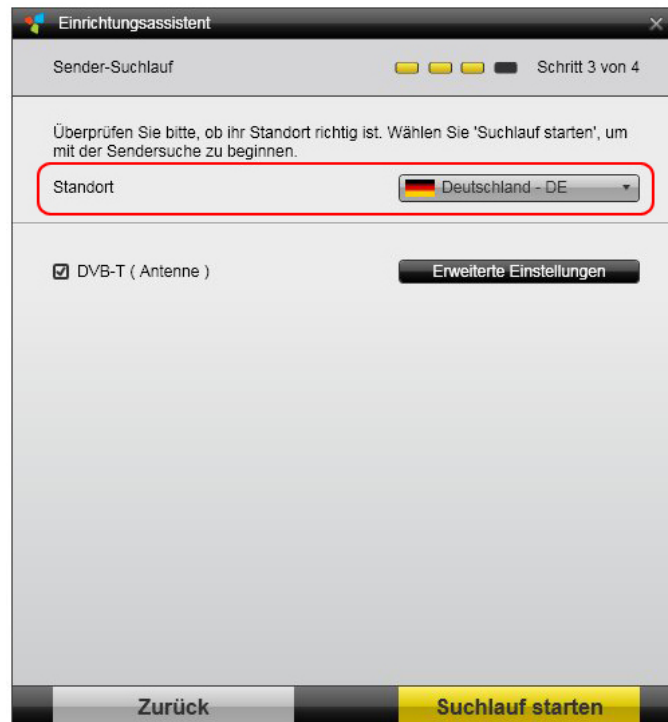 Einrichtungsassistent
Sender-Suchlauf
Schritt 3 von 4
Überprüfen Sie bitte, ob ihr Standort richtig ist. Wählen Sie 'Suchlauf starten', um
mit der Sendersuche zu beginnen.
Standort
Deutschland - DE
DVB-T ( Antenne )
Erweiterte Einstellungen
Zurück
Suchlauf starten